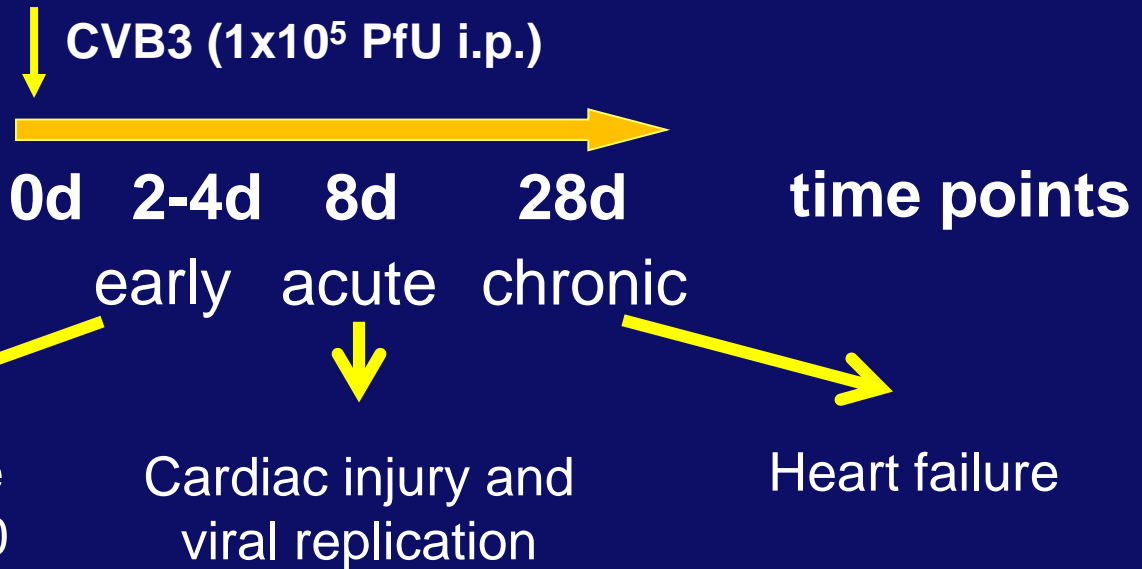 CVB3 (1x10⁵ PfU i.p.)
0d 2-4d 8d 28d time points
early acute chronic
Cardiac injury and Heart failure
viral replication